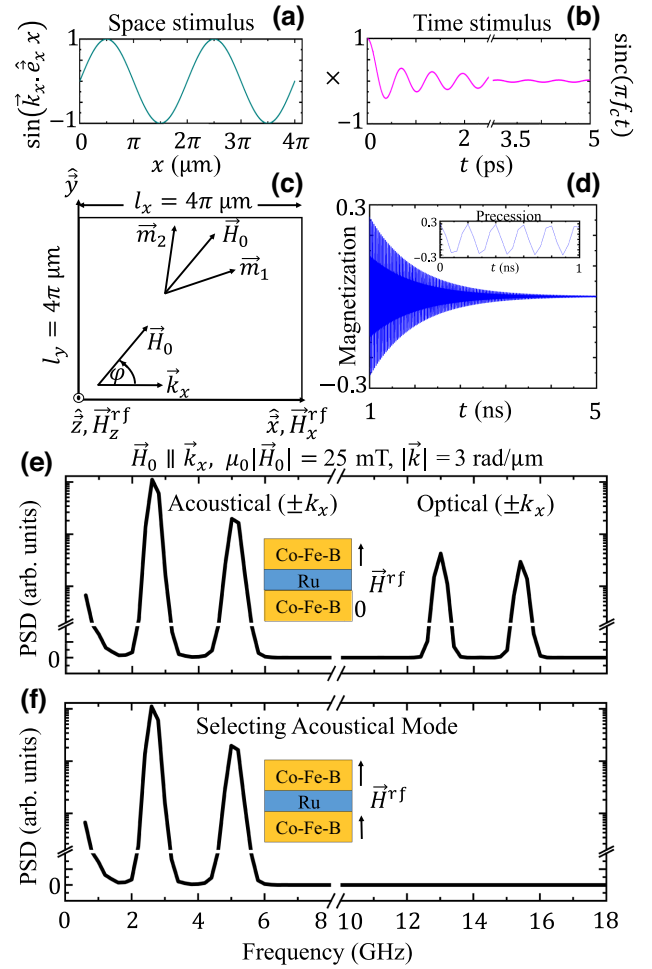 (a) Space stimulus
1
−1
sin(k⃗ₓ.ê⃗ₓ x)
0 π 2π 3π 4π
x (μm)
(b) Time stimulus
×
1
−1
sinc(πf_c t)
0 2 3.5 5
t (ps)
(c)
ŷ⃗
lₓ = 4π μm
l_y = 4π μm
m⃗₂ H⃗₀
m⃗₁
H⃗₀
φ
k⃗ₓ
ẑ⃗, H⃗_z^rf x̂⃗, H⃗ₓ^rf
(d)
0.3
−0.3
Magnetization
Precession
0.3
−0.3
0 1
t (ns)
1 5
t (ns)
H⃗₀ ∥ k⃗ₓ, μ₀|H⃗₀| = 25 mT, |k⃗| = 3 rad/μm
(e)
Acoustical (±kₓ) Optical (±kₓ)
PSD (arb. units)
0
Co-Fe-B
Ru H⃗^rf
Co-Fe-B 0
(f)
Selecting Acoustical Mode
PSD (arb. units)
0
Co-Fe-B
Ru H⃗^rf
Co-Fe-B
0 2 4 6 8 10 12 14 16 18
Frequency (GHz)